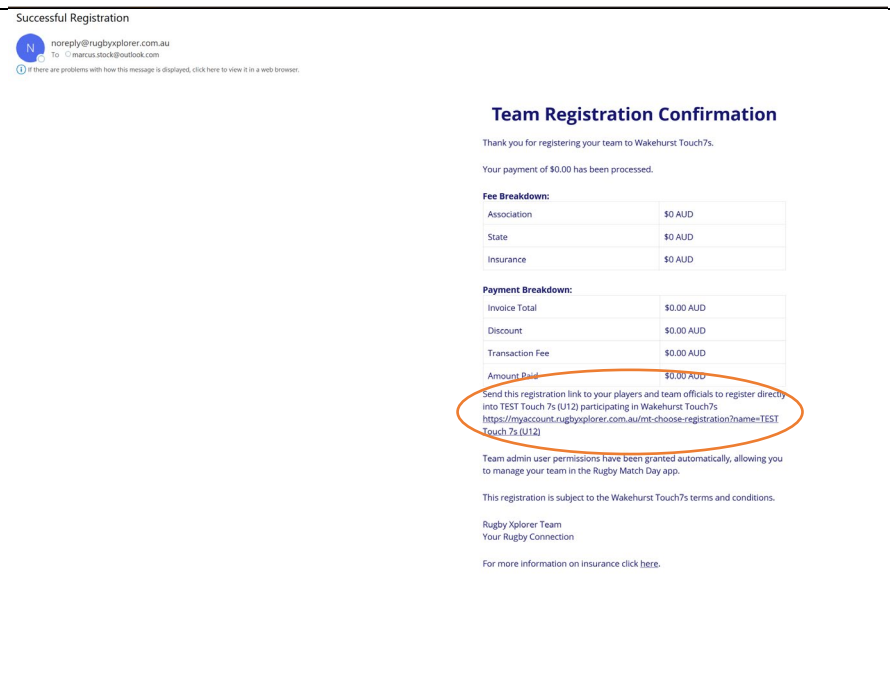 Successful Registration
N
noreply@rugbyxplorer.com.au
To marcus.stock@outlook.com
If there are problems with how this message is displayed, click here to view it in a web browser.
Team Registration Confirmation
Thank you for registering your team to Wakehurst Touch7s.
Your payment of $0.00 has been processed.
Fee Breakdown:
Association $0 AUD
State $0 AUD
Insurance $0 AUD
Payment Breakdown:
Invoice Total $0.00 AUD
Discount $0.00 AUD
Transaction Fee $0.00 AUD
Amount Paid $0.00 AUD
Send this registration link to your players and team officials to register directly
into TEST Touch 7s (U12) participating in Wakehurst Touch7s
https://myaccount.rugbyxplorer.com.au/mt-choose-registration?name=TEST
Touch 7s (U12)
Team admin user permissions have been granted automatically, allowing you
to manage your team in the Rugby Match Day app.
This registration is subject to the Wakehurst Touch7s terms and conditions.
Rugby Xplorer Team
Your Rugby Connection
For more information on insurance click here.